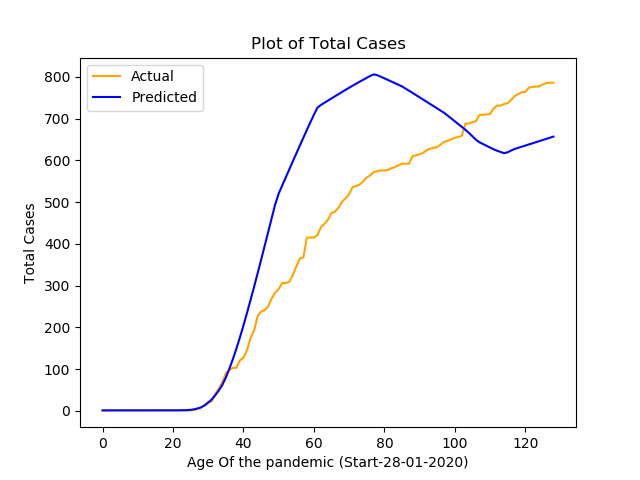 Plot of Total Cases
Actual
Predicted
800
700
600
500
400
300
200
100
0
Total Cases
0 20 40 60 80 100 120
Age Of the pandemic (Start-28-01-2020)